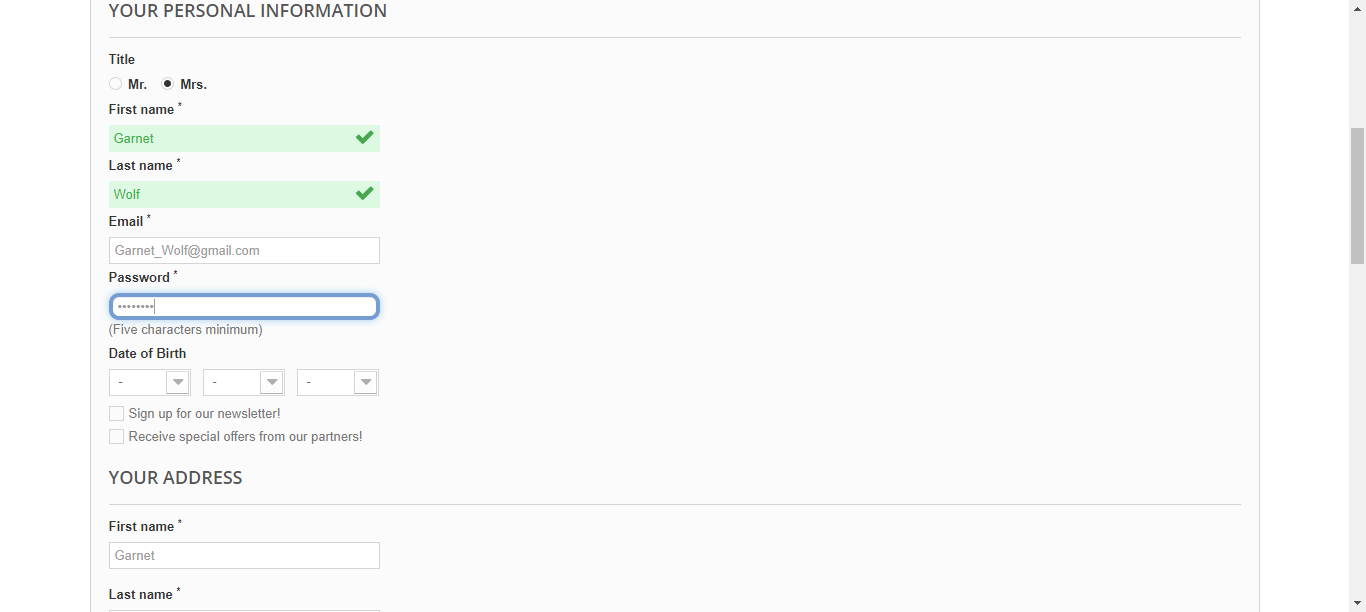 YOUR PERSONAL INFORMATION
Title
Mr. Mrs.
First name *
Garnet
Last name *
Wolf
Email *
Garnet_Wolf@gmail.com
Password *
••••••••
(Five characters minimum)
Date of Birth
- - -
Sign up for our newsletter!
Receive special offers from our partners!
YOUR ADDRESS
First name *
Garnet
Last name *